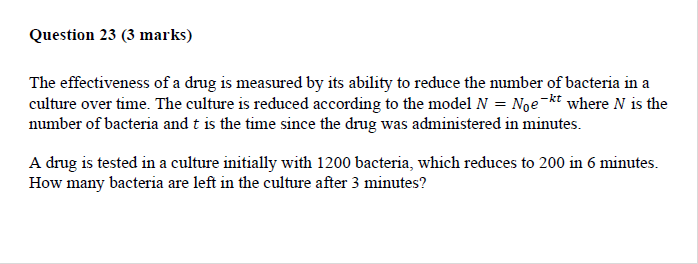 Question 23 (3 marks)
The effectiveness of a drug is measured by its ability to reduce the number of bacteria in a
culture over time. The culture is reduced according to the model N = N₀e⁻ᵏᵗ where N is the
number of bacteria and t is the time since the drug was administered in minutes.
A drug is tested in a culture initially with 1200 bacteria, which reduces to 200 in 6 minutes.
How many bacteria are left in the culture after 3 minutes?